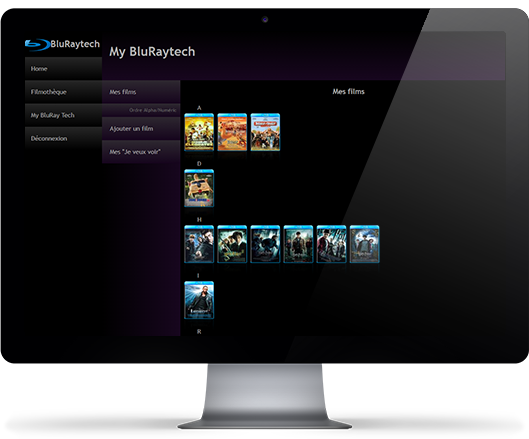 BluRaytech
My BluRaytech
Home
Filmothèque
My BluRay Tech
Déconnexion
Mes films
Ordre Alpha/Numéric
Ajouter un film
Mes "Je veux voir"
Mes films
A
D
H
I
R